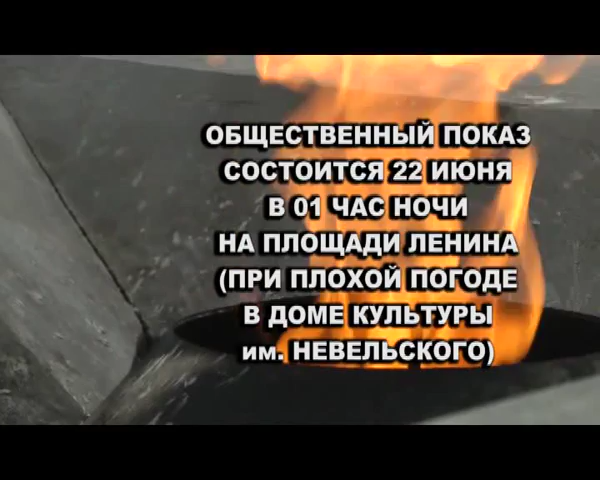 ОБЩЕСТВЕННЫЙ ПОКАЗ
СОСТОИТСЯ 22 ИЮНЯ
В 01 ЧАС НОЧИ
НА ПЛОЩАДИ ЛЕНИНА
(ПРИ ПЛОХОЙ ПОГОДЕ
В ДОМЕ КУЛЬТУРЫ
им. НЕВЕЛЬСКОГО)